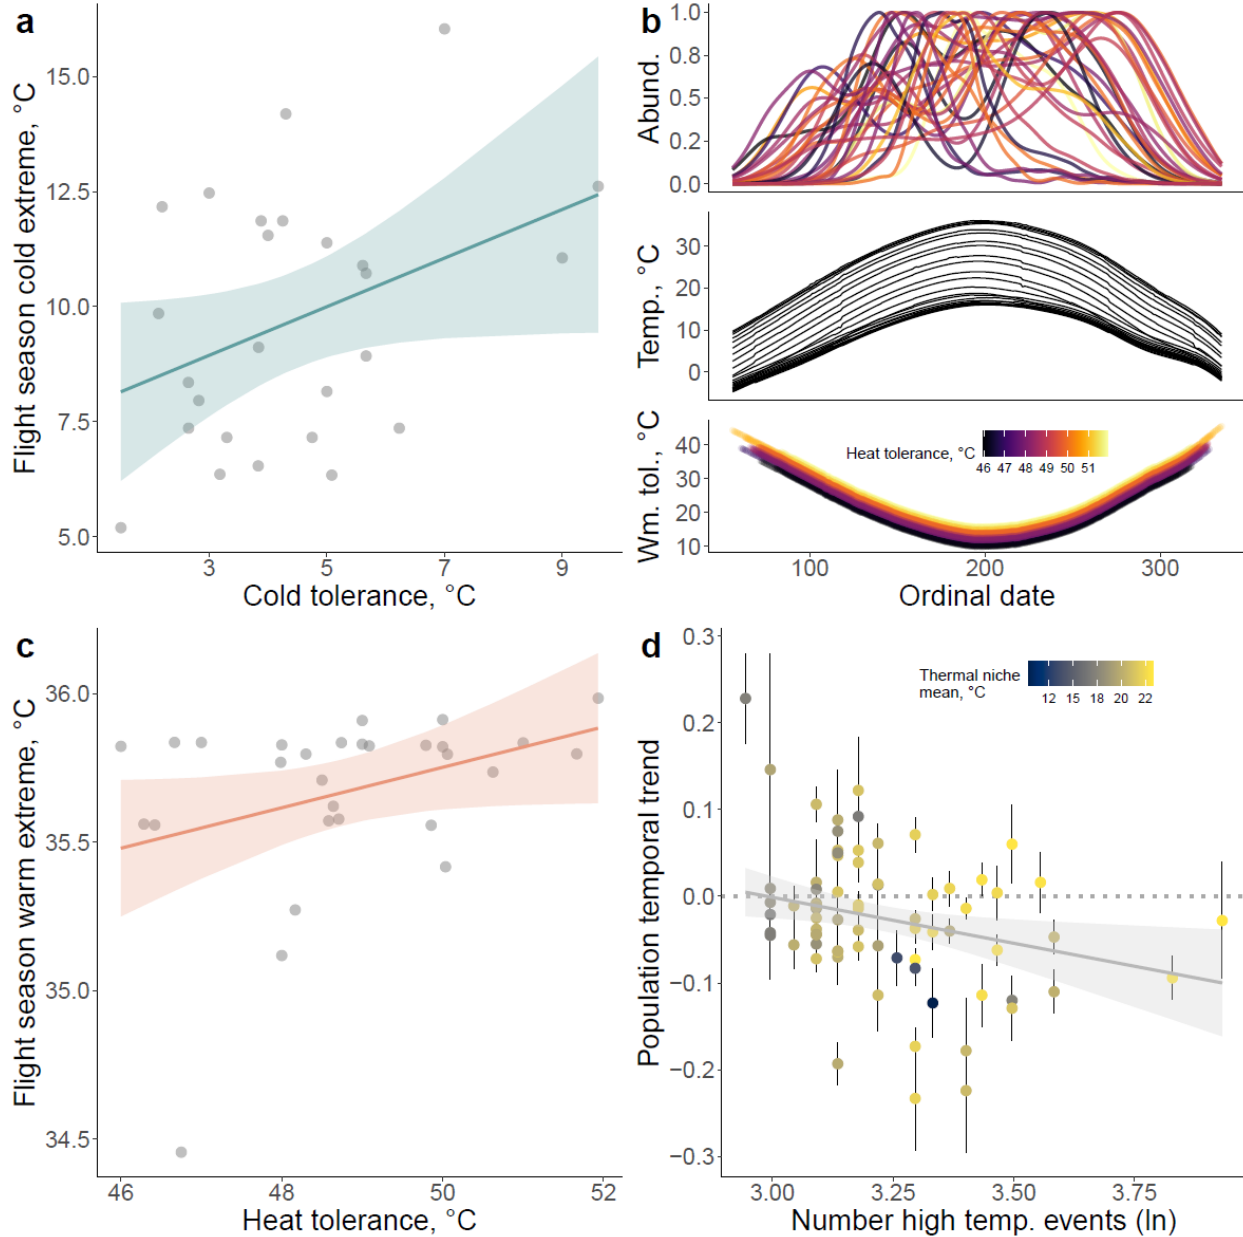 a
Flight season cold extreme, °C
15.0
12.5
10.0
7.5
5.0
3 5 7 9
Cold tolerance, °C
b
Abund.
1.0
0.8
0.5
0.2
0.0
Temp., °C
30
20
10
0
Wm. tol., °C
40
30
20
10
Heat tolerance, °C
46 47 48 49 50 51
100 200 300
Ordinal date
c
Flight season warm extreme, °C
36.0
35.5
35.0
34.5
46 48 50 52
Heat tolerance, °C
d
Population temporal trend
0.3
0.2
0.1
0.0
−0.1
−0.2
−0.3
Thermal niche
mean, °C
12 15 18 20 22
3.00 3.25 3.50 3.75
Number high temp. events (ln)